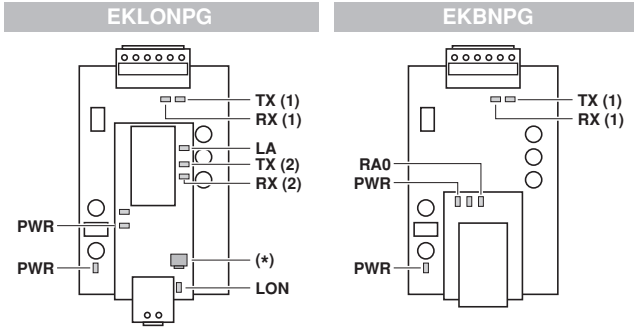 EKLONPG
TX (1)
RX (1)
LA
TX (2)
RX (2)
PWR
PWR
(*)
LON
EKBNPG
TX (1)
RX (1)
RA0
PWR
PWR